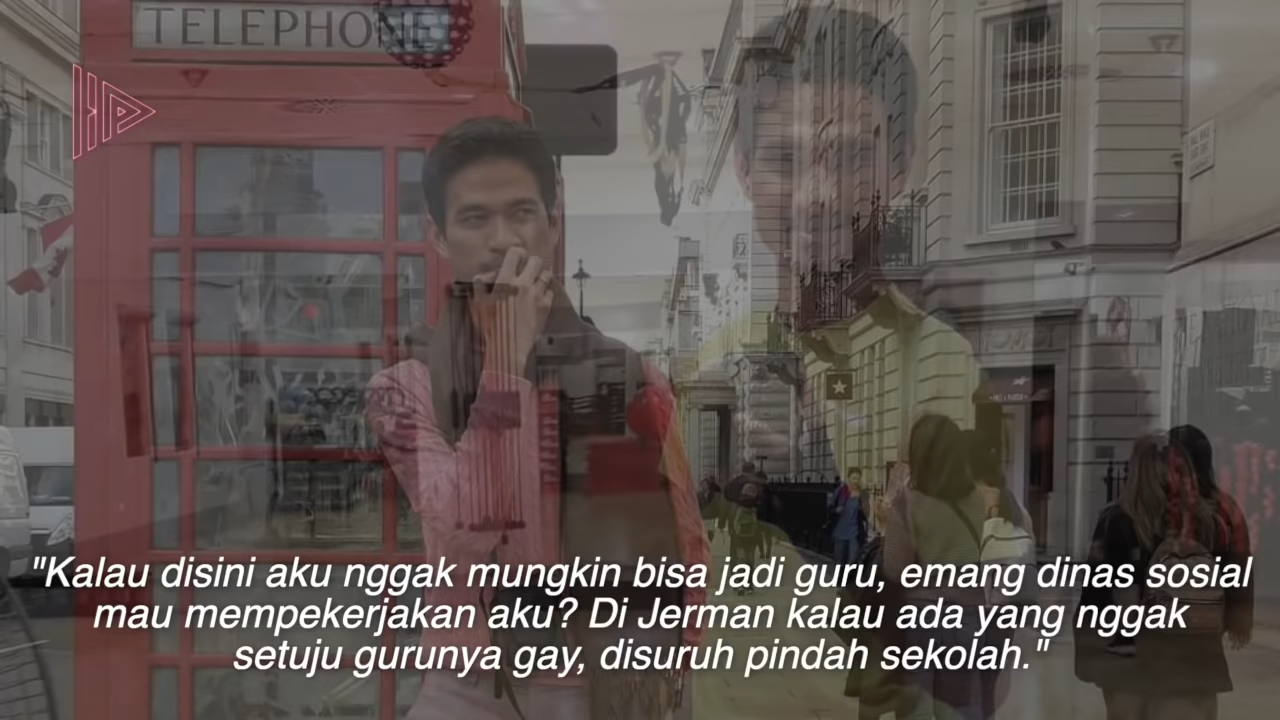 TELEPHONE
"Kalau disini aku nggak mungkin bisa jadi guru, emang dinas sosial
mau mempekerjakan aku? Di Jerman kalau ada yang nggak
setuju gurunya gay, disuruh pindah sekolah."